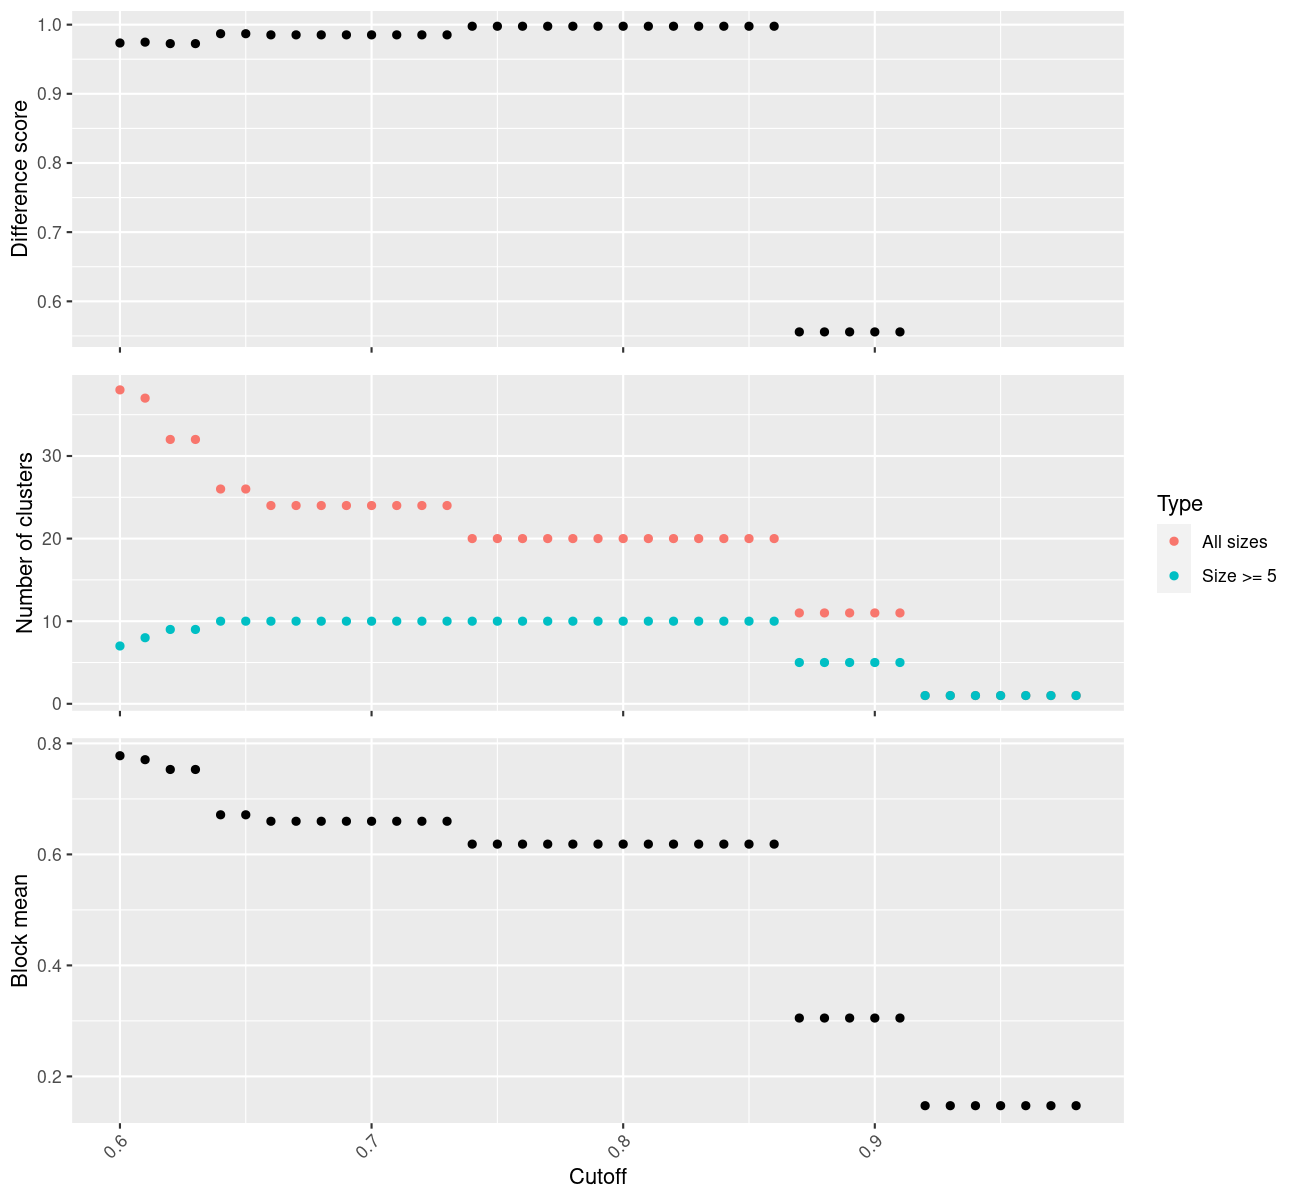 Difference score
1.0
0.9
0.8
0.7
0.6
Number of clusters
30
20
10
0
Type
All sizes
Size >= 5
Block mean
0.8
0.6
0.4
0.2
0.6 0.7 0.8 0.9
Cutoff